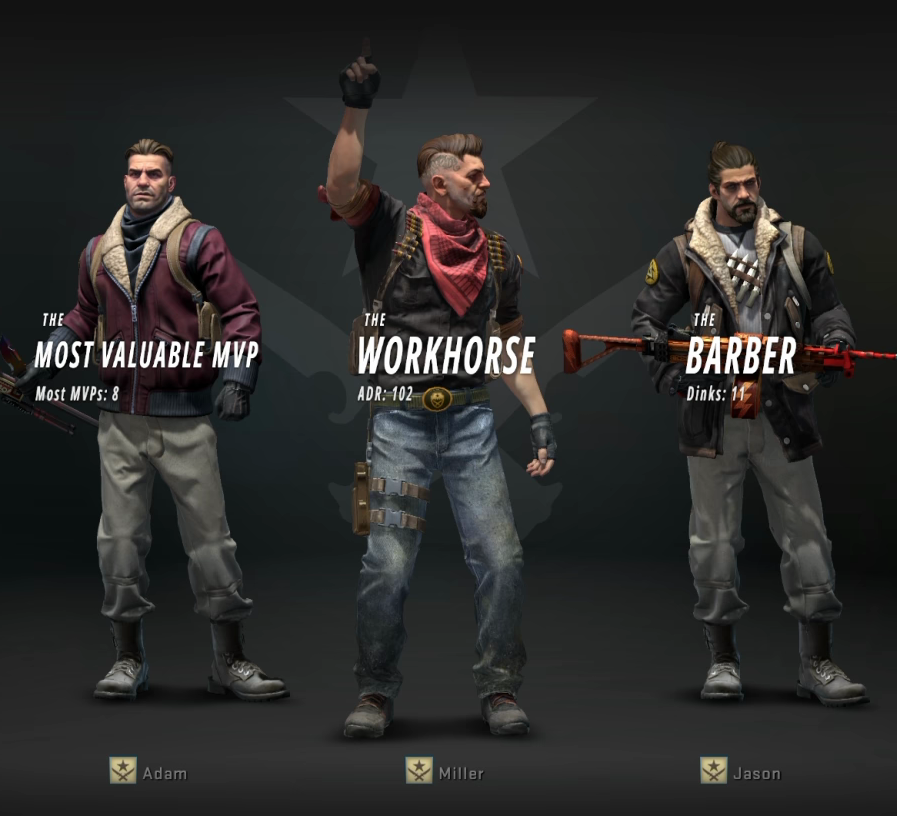 THE
MOST VALUABLE MVP
Most MVPs: 8
THE
WORKHORSE
ADR: 102
THE
BARBER
Dinks: 11
Adam
Miller
Jason